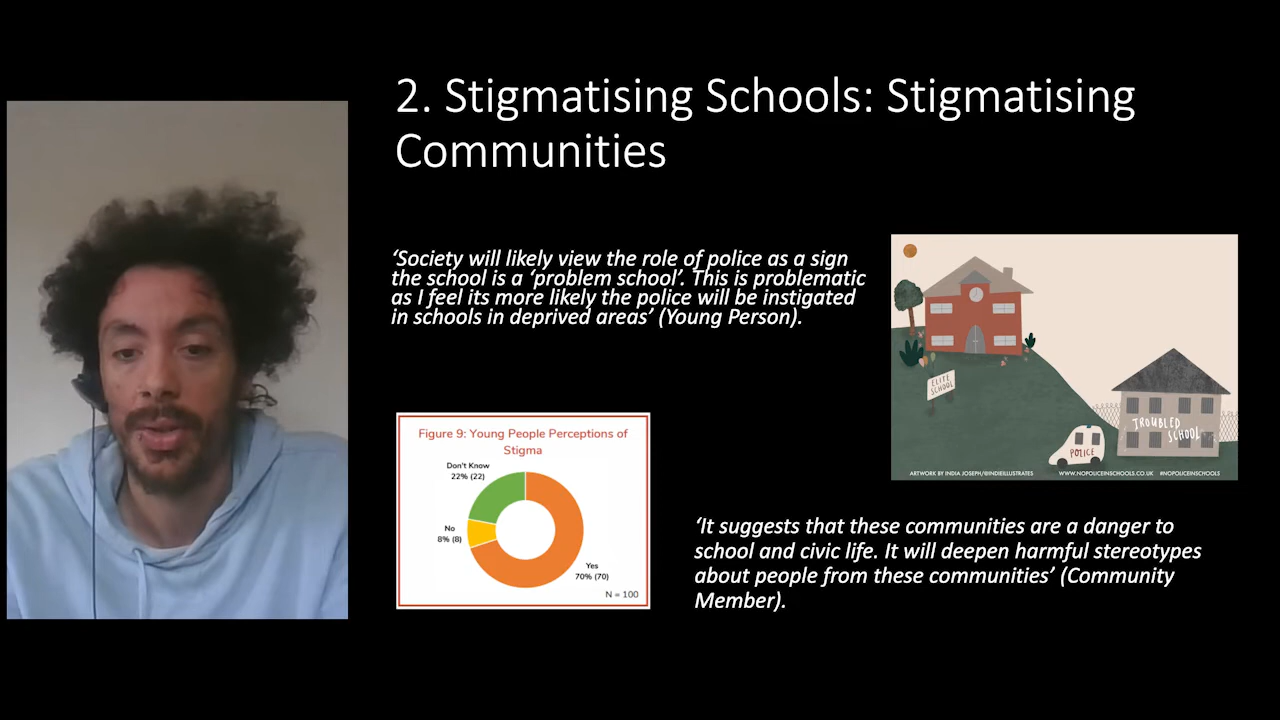 2. Stigmatising Schools: Stigmatising
Communities
‘Society will likely view the role of police as a sign
the school is a ‘problem school’. This is problematic
as I feel its more likely the police will be instigated
in schools in deprived areas’ (Young Person).
ELITE
SCHOOL
TROUBLED
SCHOOL
POLICE
ARTWORK BY INDIA JOSEPH/@INDIEILLUSTRATES
WWW.NOPOLICEINSCHOOLS.CO.UK
#NOPOLICEINSCHOOLS
Figure 9: Young People Perceptions of
Stigma
Don't Know
22% (22)
No
8% (8)
Yes
70% (70)
N = 100
‘It suggests that these communities are a danger to
school and civic life. It will deepen harmful stereotypes
about people from these communities’ (Community
Member).